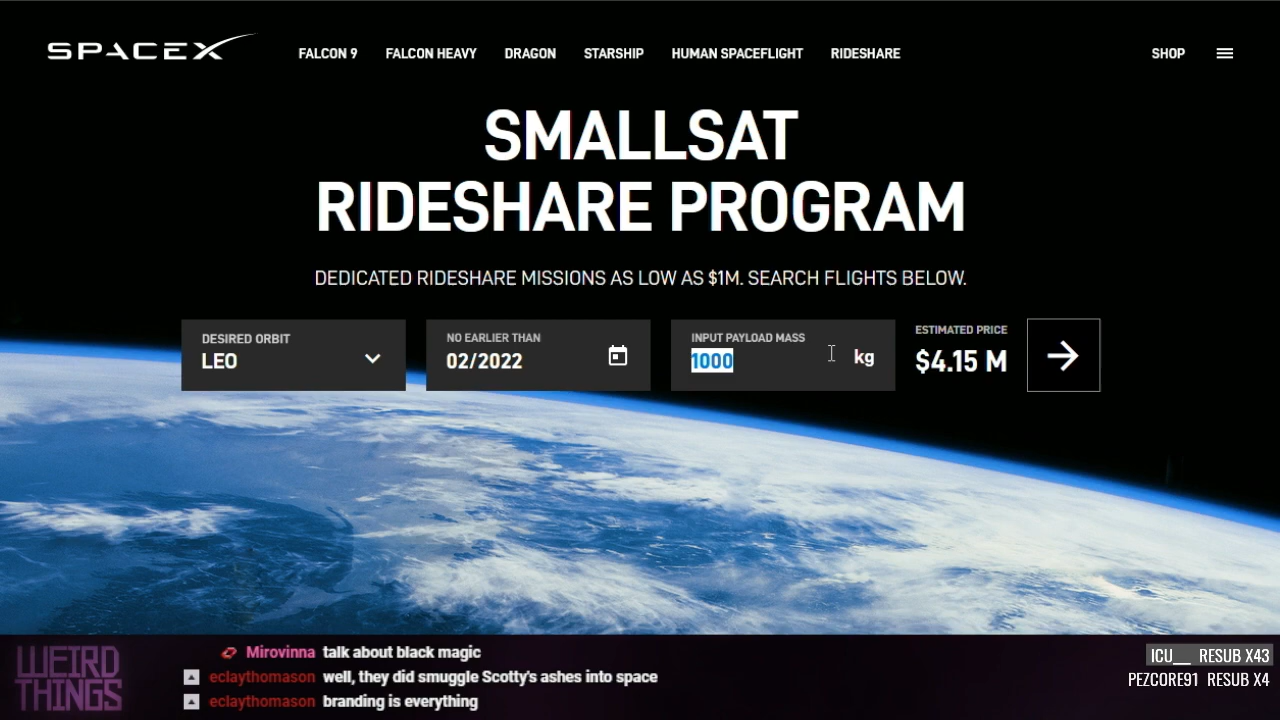 SPACEX
FALCON 9 FALCON HEAVY DRAGON STARSHIP HUMAN SPACEFLIGHT RIDESHARE SHOP
SMALLSAT
RIDESHARE PROGRAM
DEDICATED RIDESHARE MISSIONS AS LOW AS $1M. SEARCH FLIGHTS BELOW.
DESIRED ORBIT
LEO
NO EARLIER THAN
02/2022
INPUT PAYLOAD MASS
1000 kg
ESTIMATED PRICE
$4.15 M
WEIRD
THINGS
Mirovinna talk about black magic
eclaythomason well, they did smuggle Scotty's ashes into space
eclaythomason branding is everything
ICU__ RESUB X43
PEZCORE91 RESUB X4